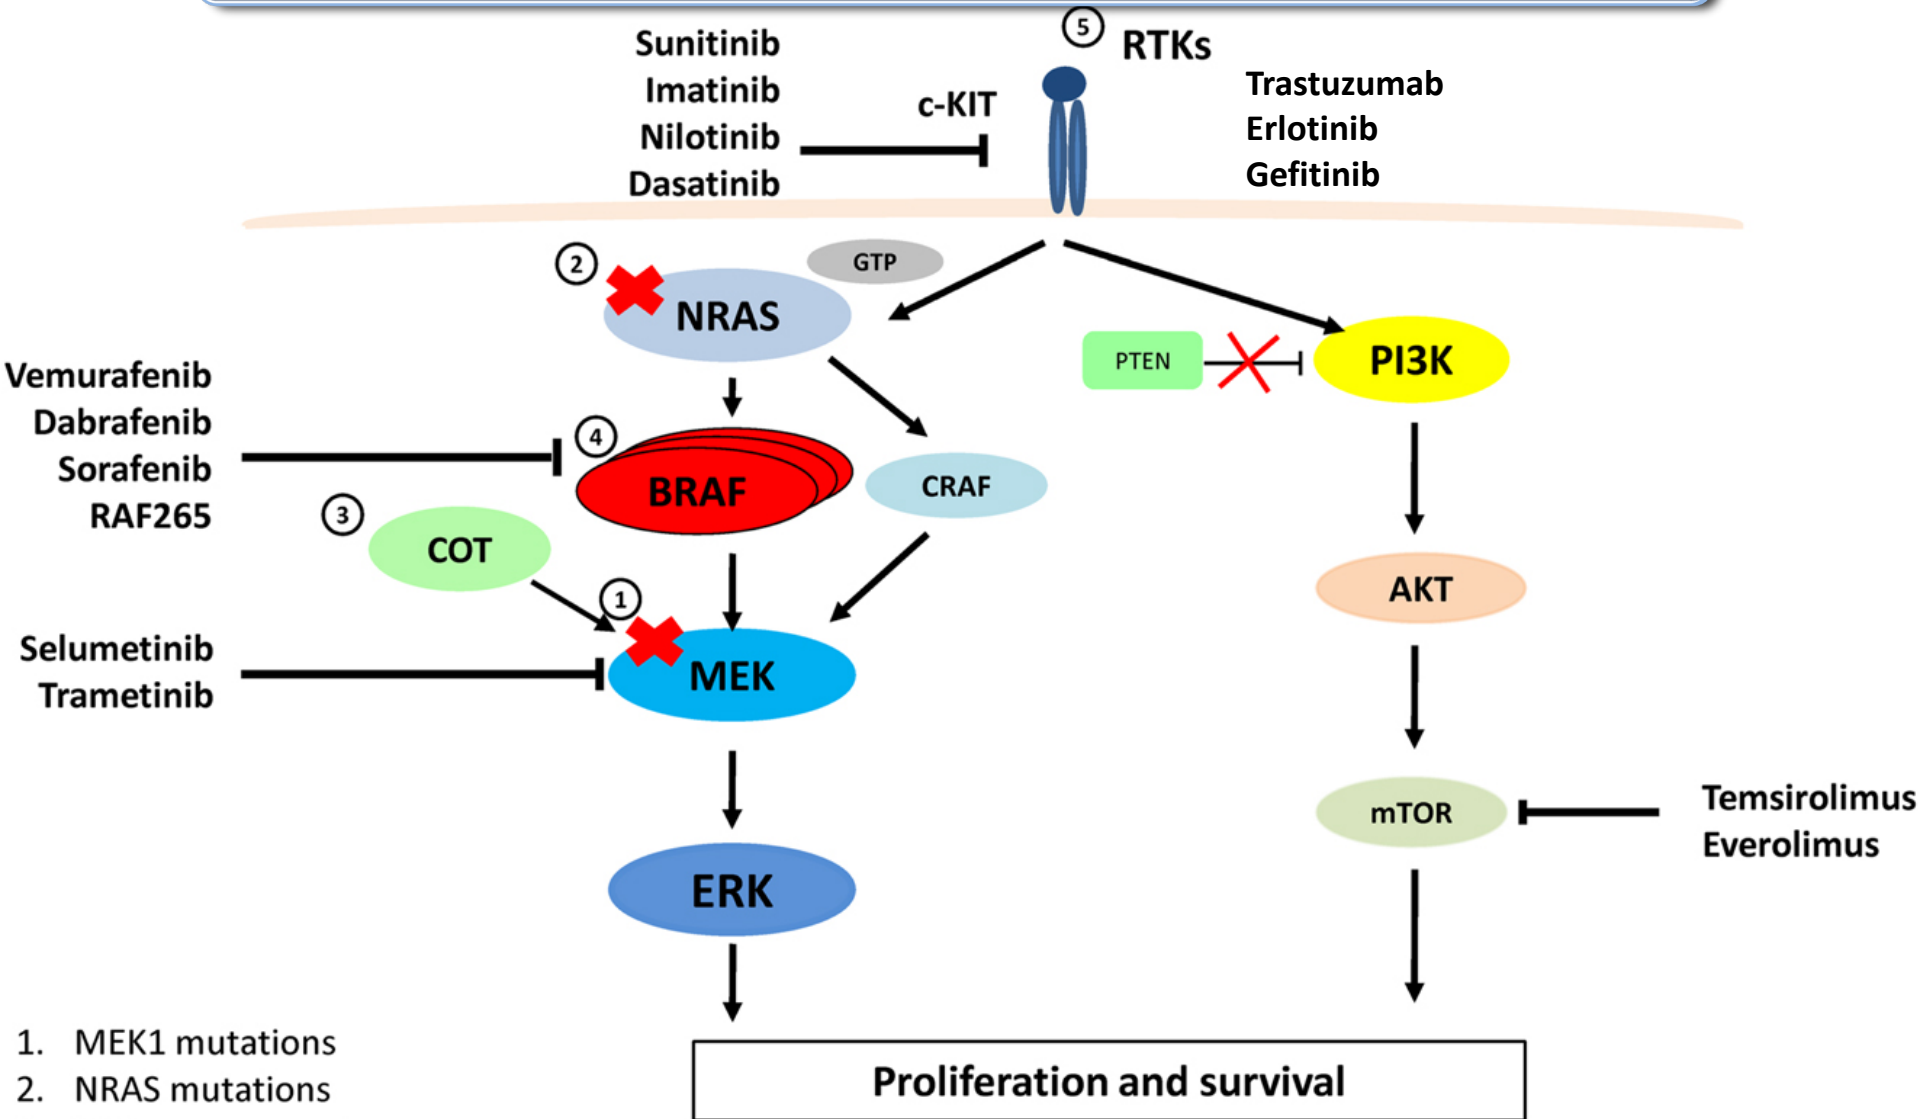 5
RTKs
Sunitinib
Imatinib
Nilotinib
Dasatinib
c-KIT
Trastuzumab
Erlotinib
Gefitinib
2
NRAS
GTP
PTEN
PI3K
Vemurafenib
Dabrafenib
Sorafenib
RAF265
4
BRAF
CRAF
3
COT
AKT
1
MEK
Selumetinib
Trametinib
mTOR
Temsirolimus
Everolimus
ERK
1. MEK1 mutations
2. NRAS mutations
Proliferation and survival